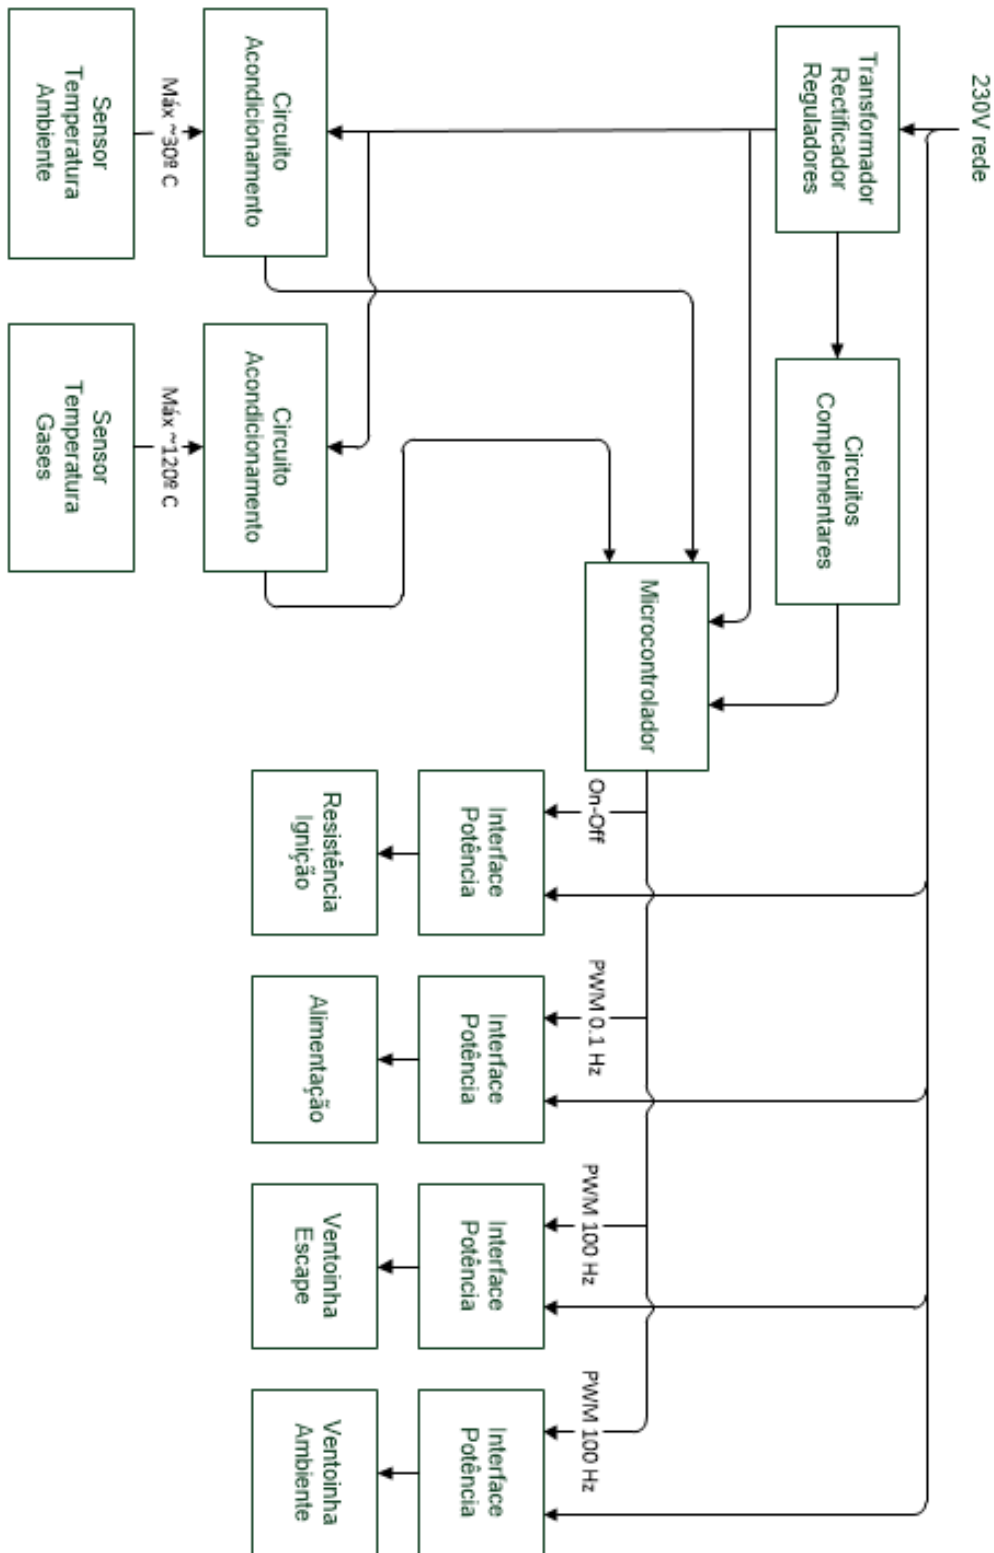 230V rede
Transformador
Rectificador
Reguladores
Circuitos
Complementares
Circuito
Acondicionamento
Circuito
Acondicionamento
Máx ~30º C
Máx ~120º C
Sensor
Temperatura
Ambiente
Sensor
Temperatura
Gases
Microcontrolador
On-Off
PWM 0.1 Hz
PWM 100 Hz
PWM 100 Hz
Interface
Potência
Interface
Potência
Interface
Potência
Interface
Potência
Resistência
Ignição
Alimentação
Ventoinha
Escape
Ventoinha
Ambiente